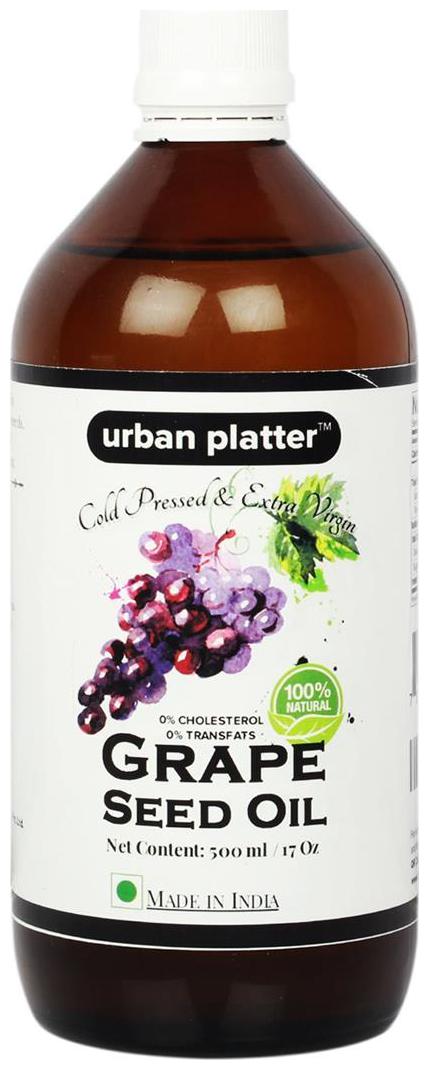 urban platter™
Cold Pressed & Extra Virgin
100%
NATURAL
0% CHOLESTEROL
0% TRANSFATS
GRAPE
SEED OIL
Net Content: 500 ml / 17 Oz
MADE IN INDIA